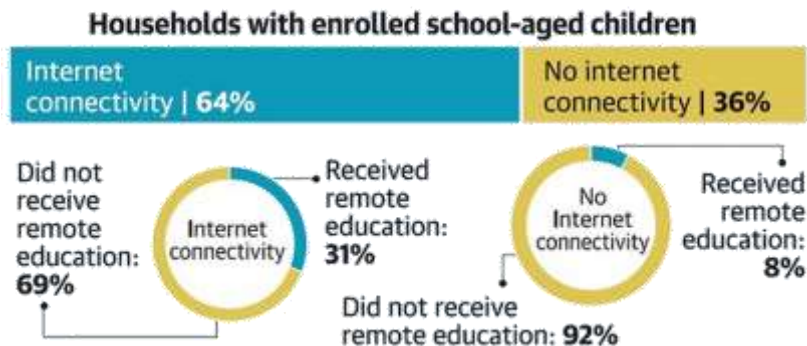 Households with enrolled school-aged children
Internet
connectivity | 64%
No internet
connectivity | 36%
Did not
receive
remote
education:
69%
Internet
connectivity
Received
remote
education:
31%
No
Internet
connectivity
Received
remote
education:
8%
Did not receive
remote education: 92%